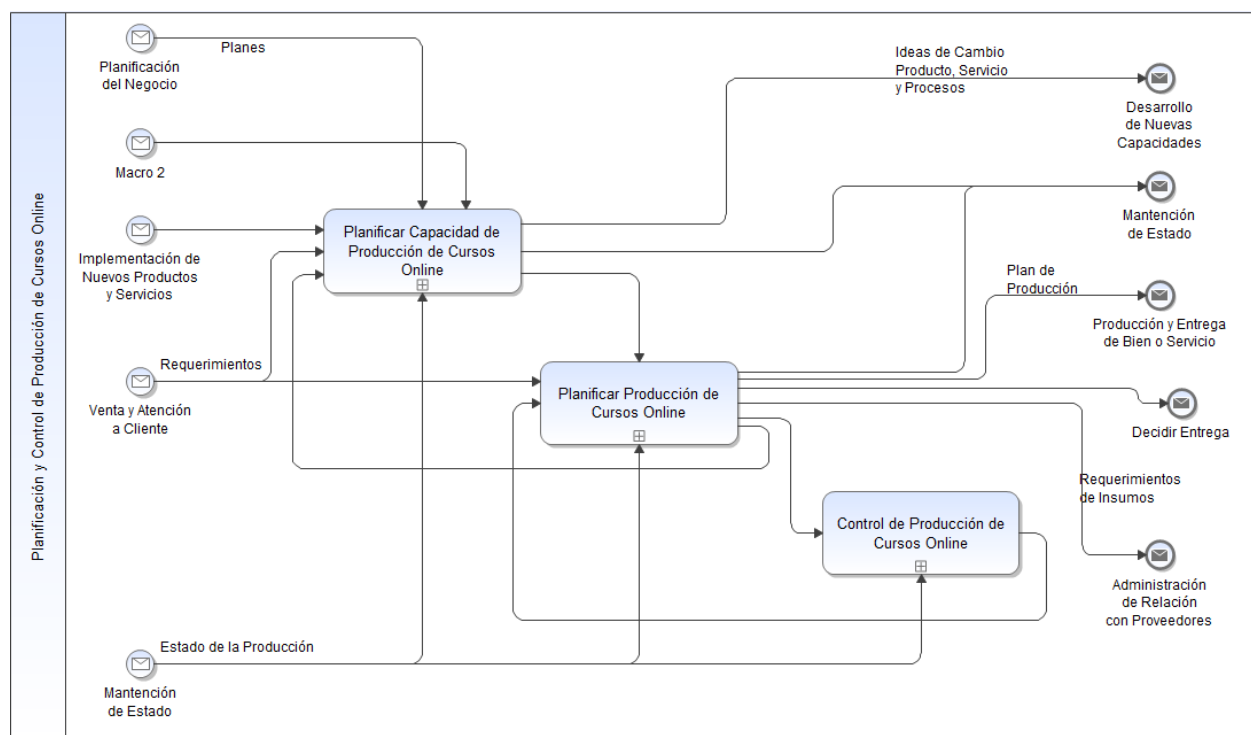 Planificación y Control de Producción de Cursos Online
Planes
Planificación
del Negocio
Ideas de Cambio
Producto, Servicio
y Procesos
Desarrollo
de Nuevas
Capacidades
Macro 2
Mantención
de Estado
Planificar Capacidad de
Producción de Cursos
Online
Implementación de
Nuevos Productos
y Servicios
Plan de
Producción
Producción y Entrega
de Bien o Servicio
Requerimientos
Venta y Atención
a Cliente
Planificar Producción de
Cursos Online
Decidir Entrega
Requerimientos
de Insumos
Control de Producción de
Cursos Online
Administración
de Relación
con Proveedores
Estado de la Producción
Mantención
de Estado